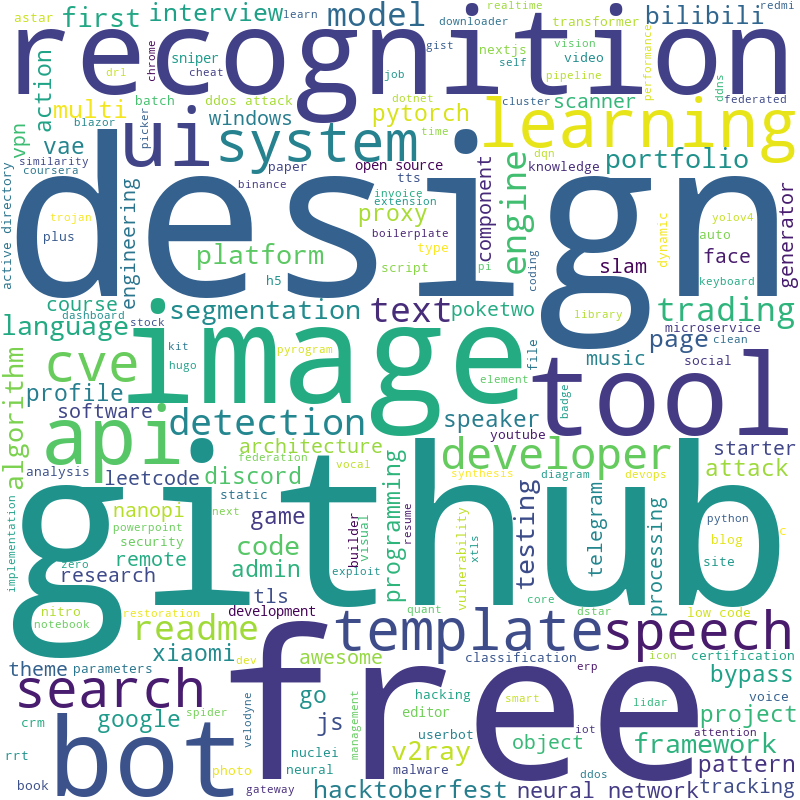 astar
first
interview
learn
model
downloader
realtime
transformer
bilibili
redmi
recognition
gist
nextjs
self
vision
video
performance
action
chrome
drl
sniper
cheat
job
pipeline
ddns
multi
batch
ddos attack
dotnet
cluster
scanner
federated
vpn
blazor
picker
windows
pytorch
learning
time
dqn
vae
ui
system
similarity
coursera
paper
binance
open source
tts
knowledge
portfolio
active directory
design
trojan
plus
engineering
invoice
extension
proxy
boilerplate
type
component
engine
dynamic
yolov4
auto
generator
platform
h5
script
pi
coding
slam
face
keyboard
course
dashboard
stock
segmentation
text
poketwo
library
trading
microservice
language
kit
hugo
image
pyrogram
file
music
page
clean
social
cve
element
tool
badge
algorithm
profile
software
api
detection
speaker
youtube
developer
starter
analysis
leetcode
architecture
federation
vocal
discord
synthesis
diagram
devops
attack
implementation
nanopi
static
next
game
programming
testing
telegram
processing
python
powerpoint
security
code
builder
visual
resume
vulnerability
xtls
blog
c
zero
remote
admin
exploit
site
research
github
tls
core
nitro
notebook
restoration
readme
development
quant
dstar
low code
template
speech
theme
parameters
xiaomi
dev
awesome
classification
erp
icon
certification
search
free
velodyne
go
management
hacking
editor
smart
lidar
bypass
voice
crm
google
spider
js
userbot
iot
project
attention
rrt
bot
nuclei
v2ray
object
framework
book
photo
neural
malware
ddos
pattern
gateway
hacktoberfest
neural network
tracking